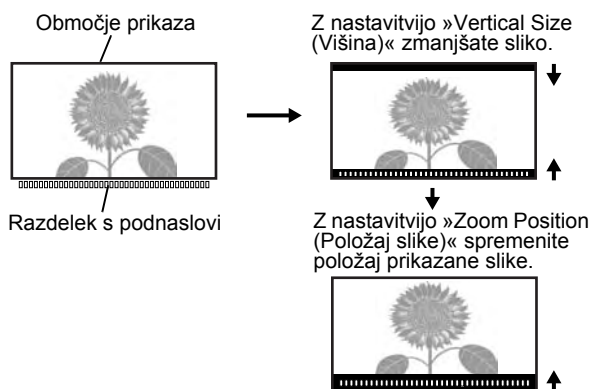 Območje prikaza
Z nastavitvijo »Vertical Size
(Višina)« zmanjšate sliko.
Razdelek s podnaslovi
Z nastavitvijo »Zoom Position
(Položaj slike)« spremenite
položaj prikazane slike.